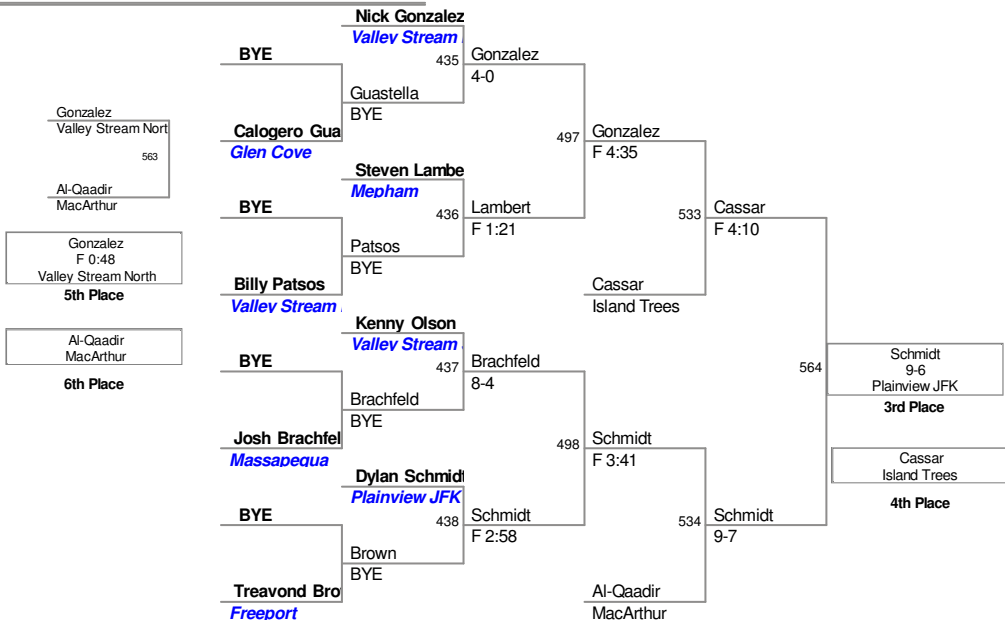 Nick Gonzalez
Valley Stream
BYE
435
Gonzalez
4-0
Guastella
BYE
Calogero Gua
Glen Cove
Gonzalez
Valley Stream Nort
563
Al-Qaadir
MacArthur
497
Gonzalez
F 4:35
Steven Lambe
Mepham
BYE
436
Lambert
F 1:21
Patsos
BYE
Billy Patsos
Valley Stream
533
Cassar
F 4:10
Cassar
Island Trees
Gonzalez
F 0:48
Valley Stream North
5th Place
Al-Qaadir
MacArthur
6th Place
Kenny Olson
Valley Stream
BYE
437
Brachfeld
8-4
Brachfeld
BYE
Josh Brachfel
Massapequa
498
Schmidt
F 3:41
Dylan Schmidt
Plainview JFK
BYE
438
Schmidt
F 2:58
Brown
BYE
Treavond Bro
Freeport
534
Schmidt
9-7
Al-Qaadir
MacArthur
564
Schmidt
9-6
Plainview JFK
3rd Place
Cassar
Island Trees
4th Place